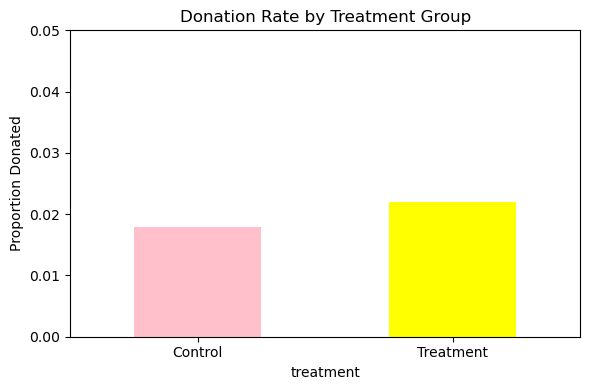 Donation Rate by Treatment Group
Proportion Donated
0.05
0.04
0.03
0.02
0.01
0.00
Control
Treatment
treatment